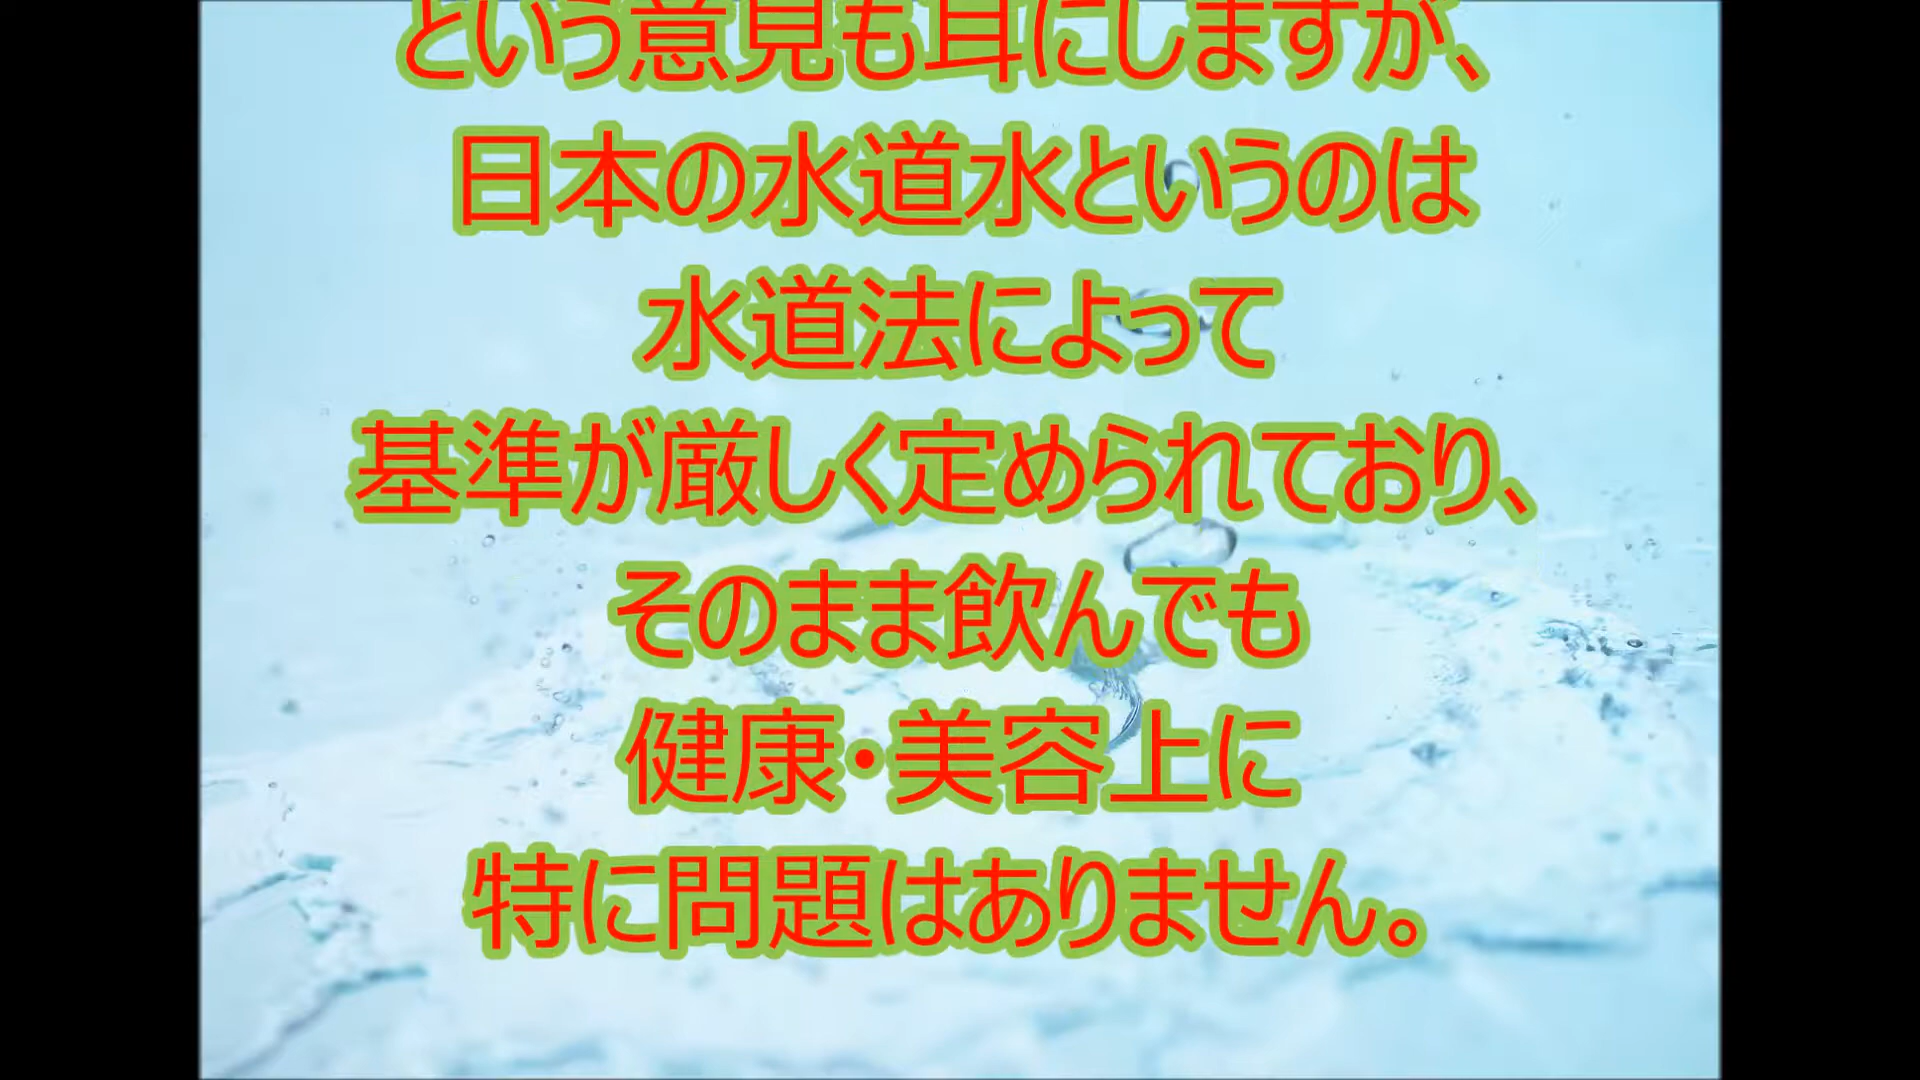 という意見も耳にしますが、
日本の水道水というのは
水道法によって
基準が厳しく定められており、
そのまま飲んでも
健康・美容上に
特に問題はありません。